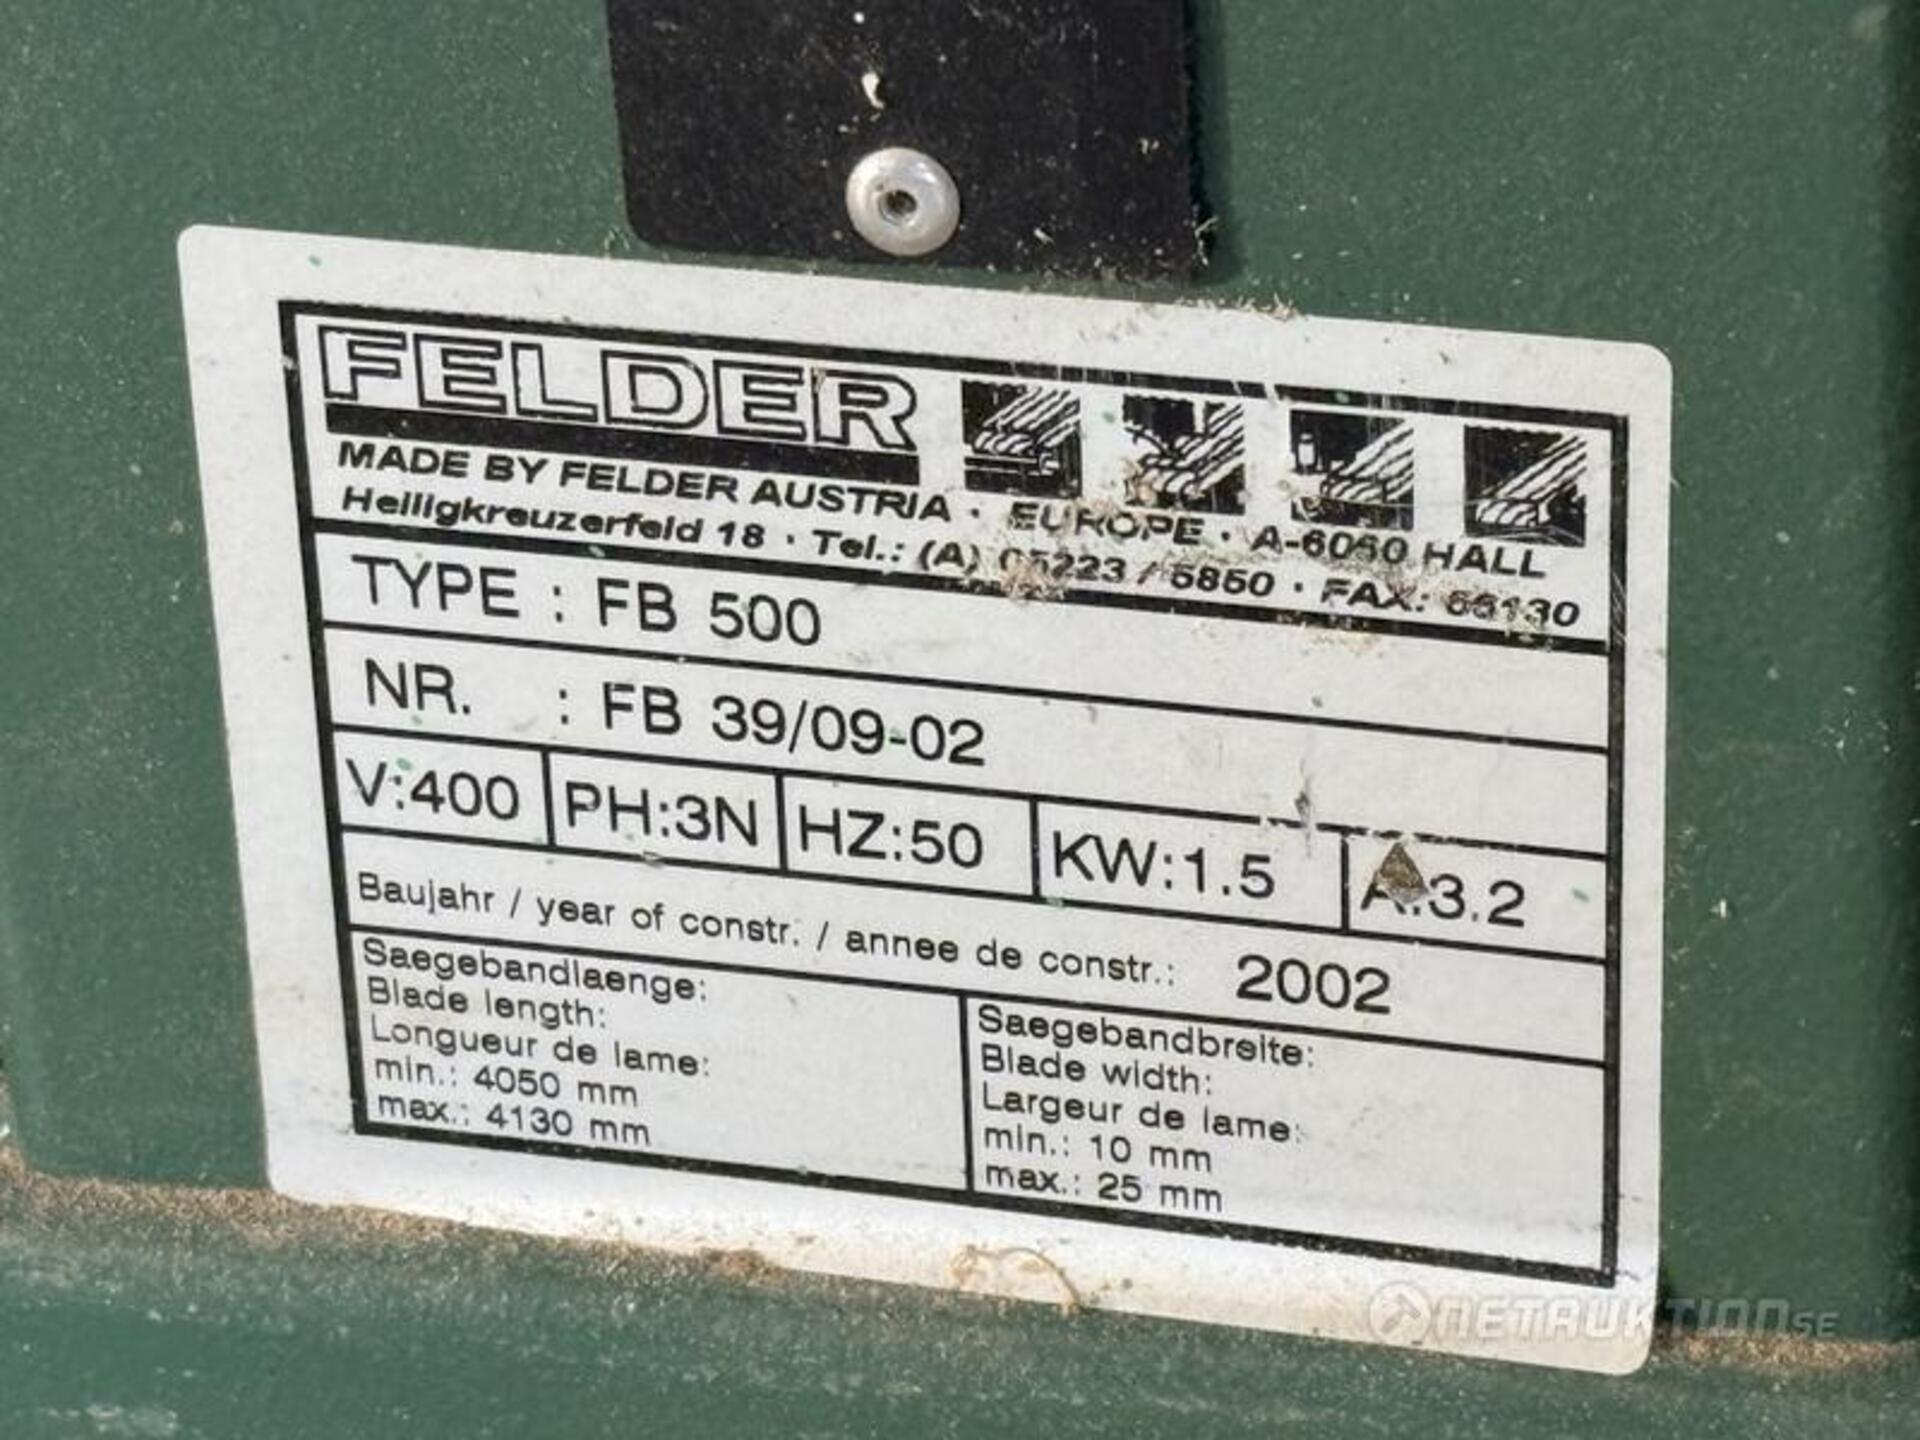 FELDER
MADE BY FELDER AUSTRIA · EUROPE · A-6060 HALL
Heiligkreuzerfeld 18 · Tel.: (A) 05223 / 5850 · FAX: 56130
TYPE : FB 500
NR. : FB 39/09-02
V:400 PH:3N HZ:50 KW:1.5 A:3.2
Baujahr / year of constr. / annee de constr.: 2002
Saegebandlaenge:
Blade length:
Longueur de lame:
min.: 4050 mm
max.: 4130 mm
Saegebandbreite:
Blade width:
Largeur de lame:
min.: 10 mm
max.: 25 mm
NETAUKTION.SE